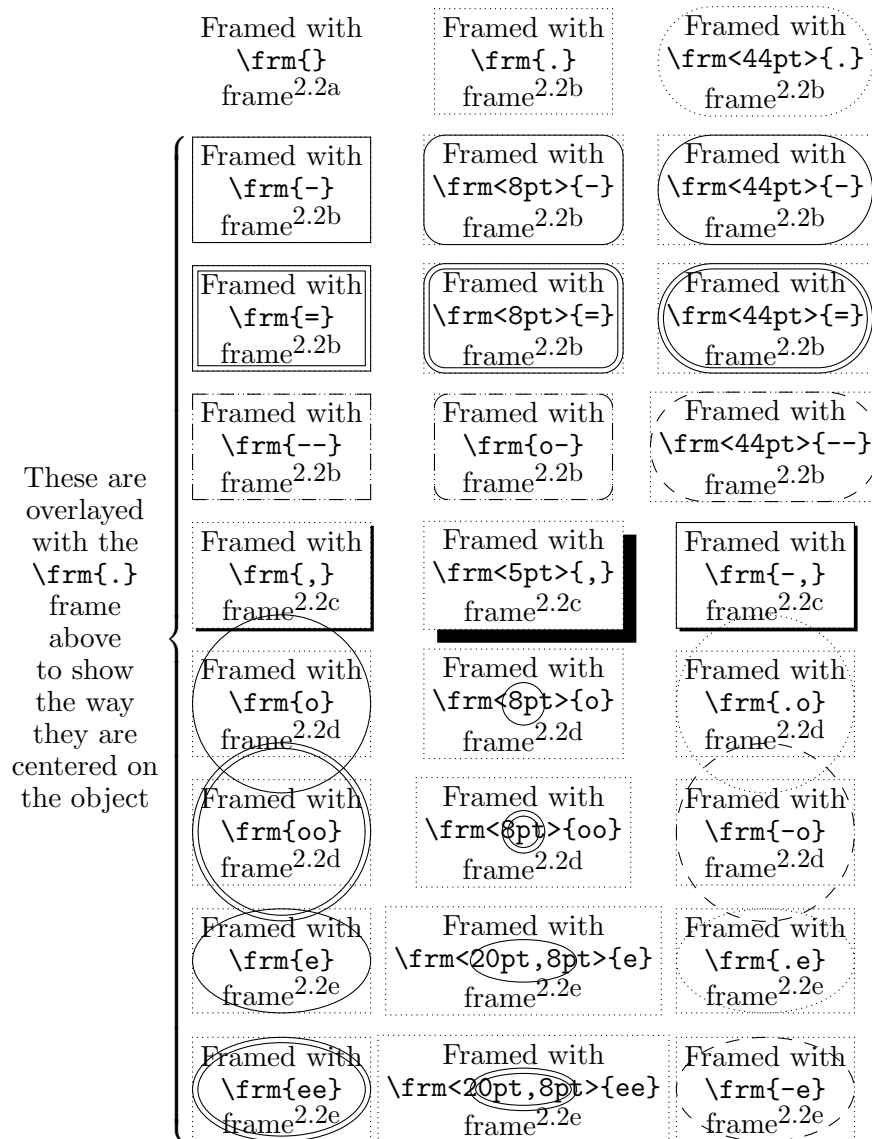 Framed with
\frm{}
frame2.2a
Framed with
\frm{.}
frame2.2b
Framed with
\frm<44pt>{.}
frame2.2b
These are
overlayed
with the
\frm{.}
frame
above
to show
the way
they are
centered on
the object
Framed with
\frm{-}
frame2.2b
Framed with
\frm<8pt>{-}
frame2.2b
Framed with
\frm<44pt>{-}
frame2.2b
Framed with
\frm{=}
frame2.2b
Framed with
\frm<8pt>{=}
frame2.2b
Framed with
\frm<44pt>{=}
frame2.2b
Framed with
\frm{--}
frame2.2b
Framed with
\frm{o-}
frame2.2b
Framed with
\frm<44pt>{--}
frame2.2b
Framed with
\frm{,}
frame2.2c
Framed with
\frm<5pt>{,}
frame2.2c
Framed with
\frm{-,}
frame2.2c
Framed with
\frm{o}
frame2.2d
Framed with
\frm<8pt>{o}
frame2.2d
Framed with
\frm{.o}
frame2.2d
Framed with
\frm{oo}
frame2.2d
Framed with
\frm<8pt>{oo}
frame2.2d
Framed with
\frm{-o}
frame2.2d
Framed with
\frm{e}
frame2.2e
Framed with
\frm<20pt,8pt>{e}
frame2.2e
Framed with
\frm{.e}
frame2.2e
Framed with
\frm{ee}
frame2.2e
Framed with
\frm<20pt,8pt>{ee}
frame2.2e
Framed with
\frm{-e}
frame2.2e